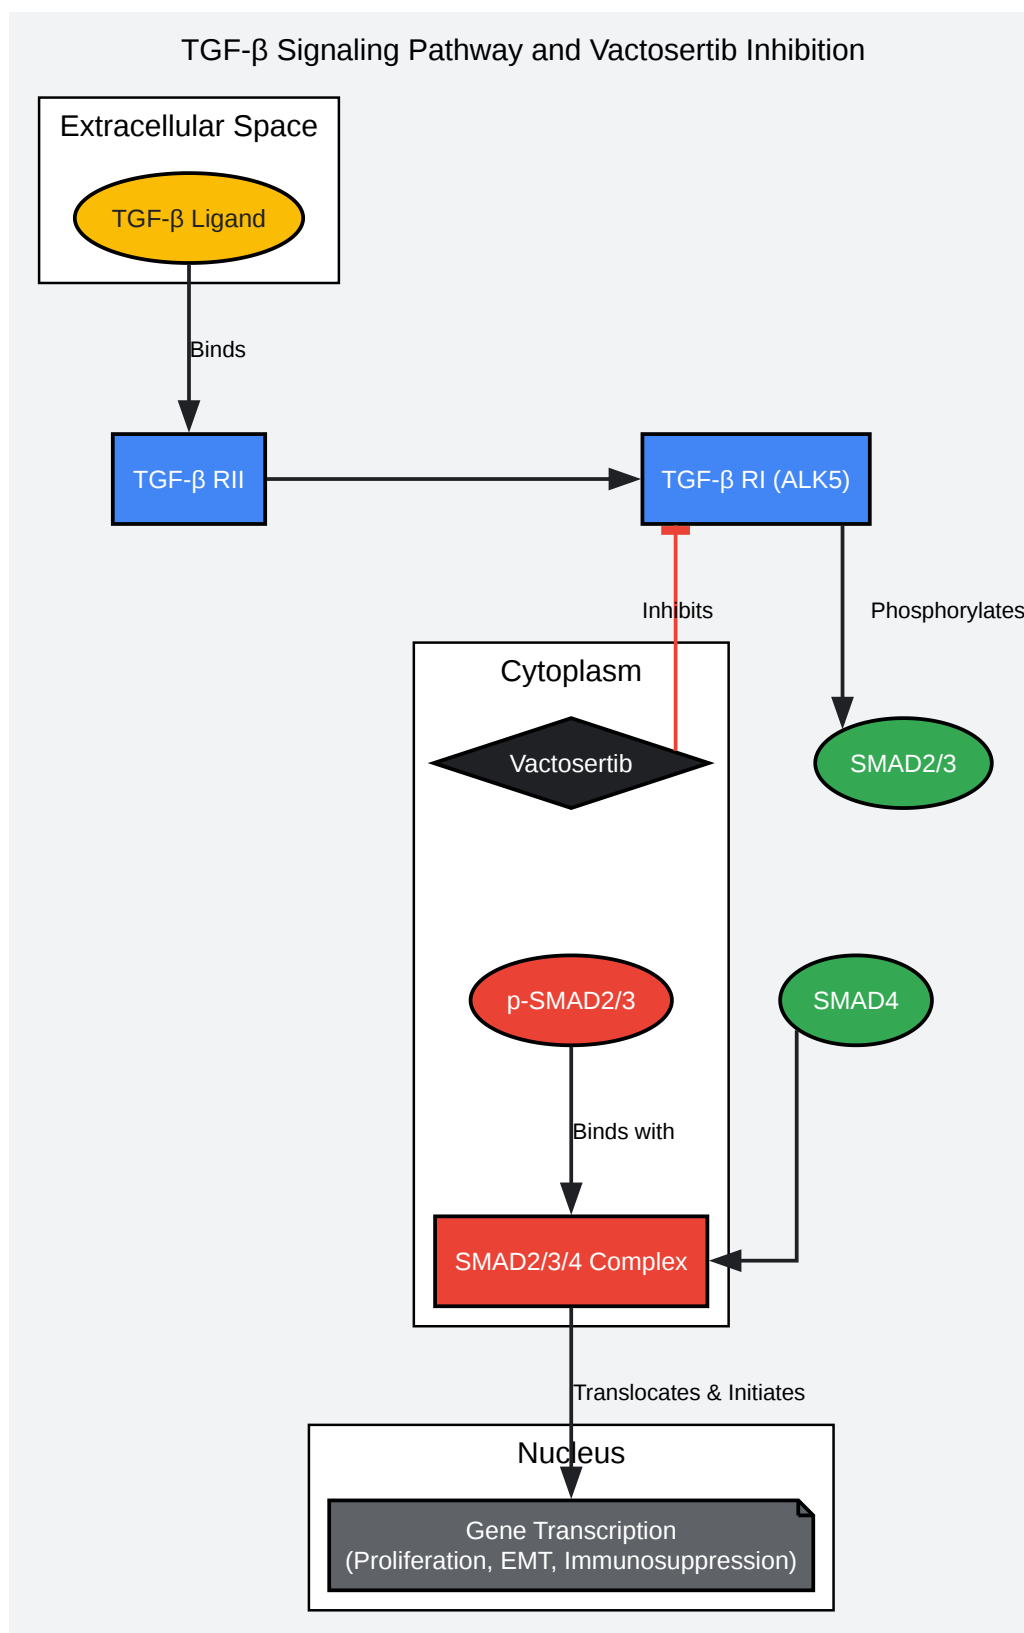 TGF-β Signaling Pathway and Vactosertib Inhibition
Extracellular Space
TGF-β Ligand
Binds
TGF-β RII
TGF-β RI (ALK5)
Inhibits
Phosphorylates
Cytoplasm
Vactosertib
SMAD2/3
p-SMAD2/3
SMAD4
Binds with
SMAD2/3/4 Complex
Translocates & Initiates
Nucleus
Gene Transcription
(Proliferation, EMT, Immunosuppression)